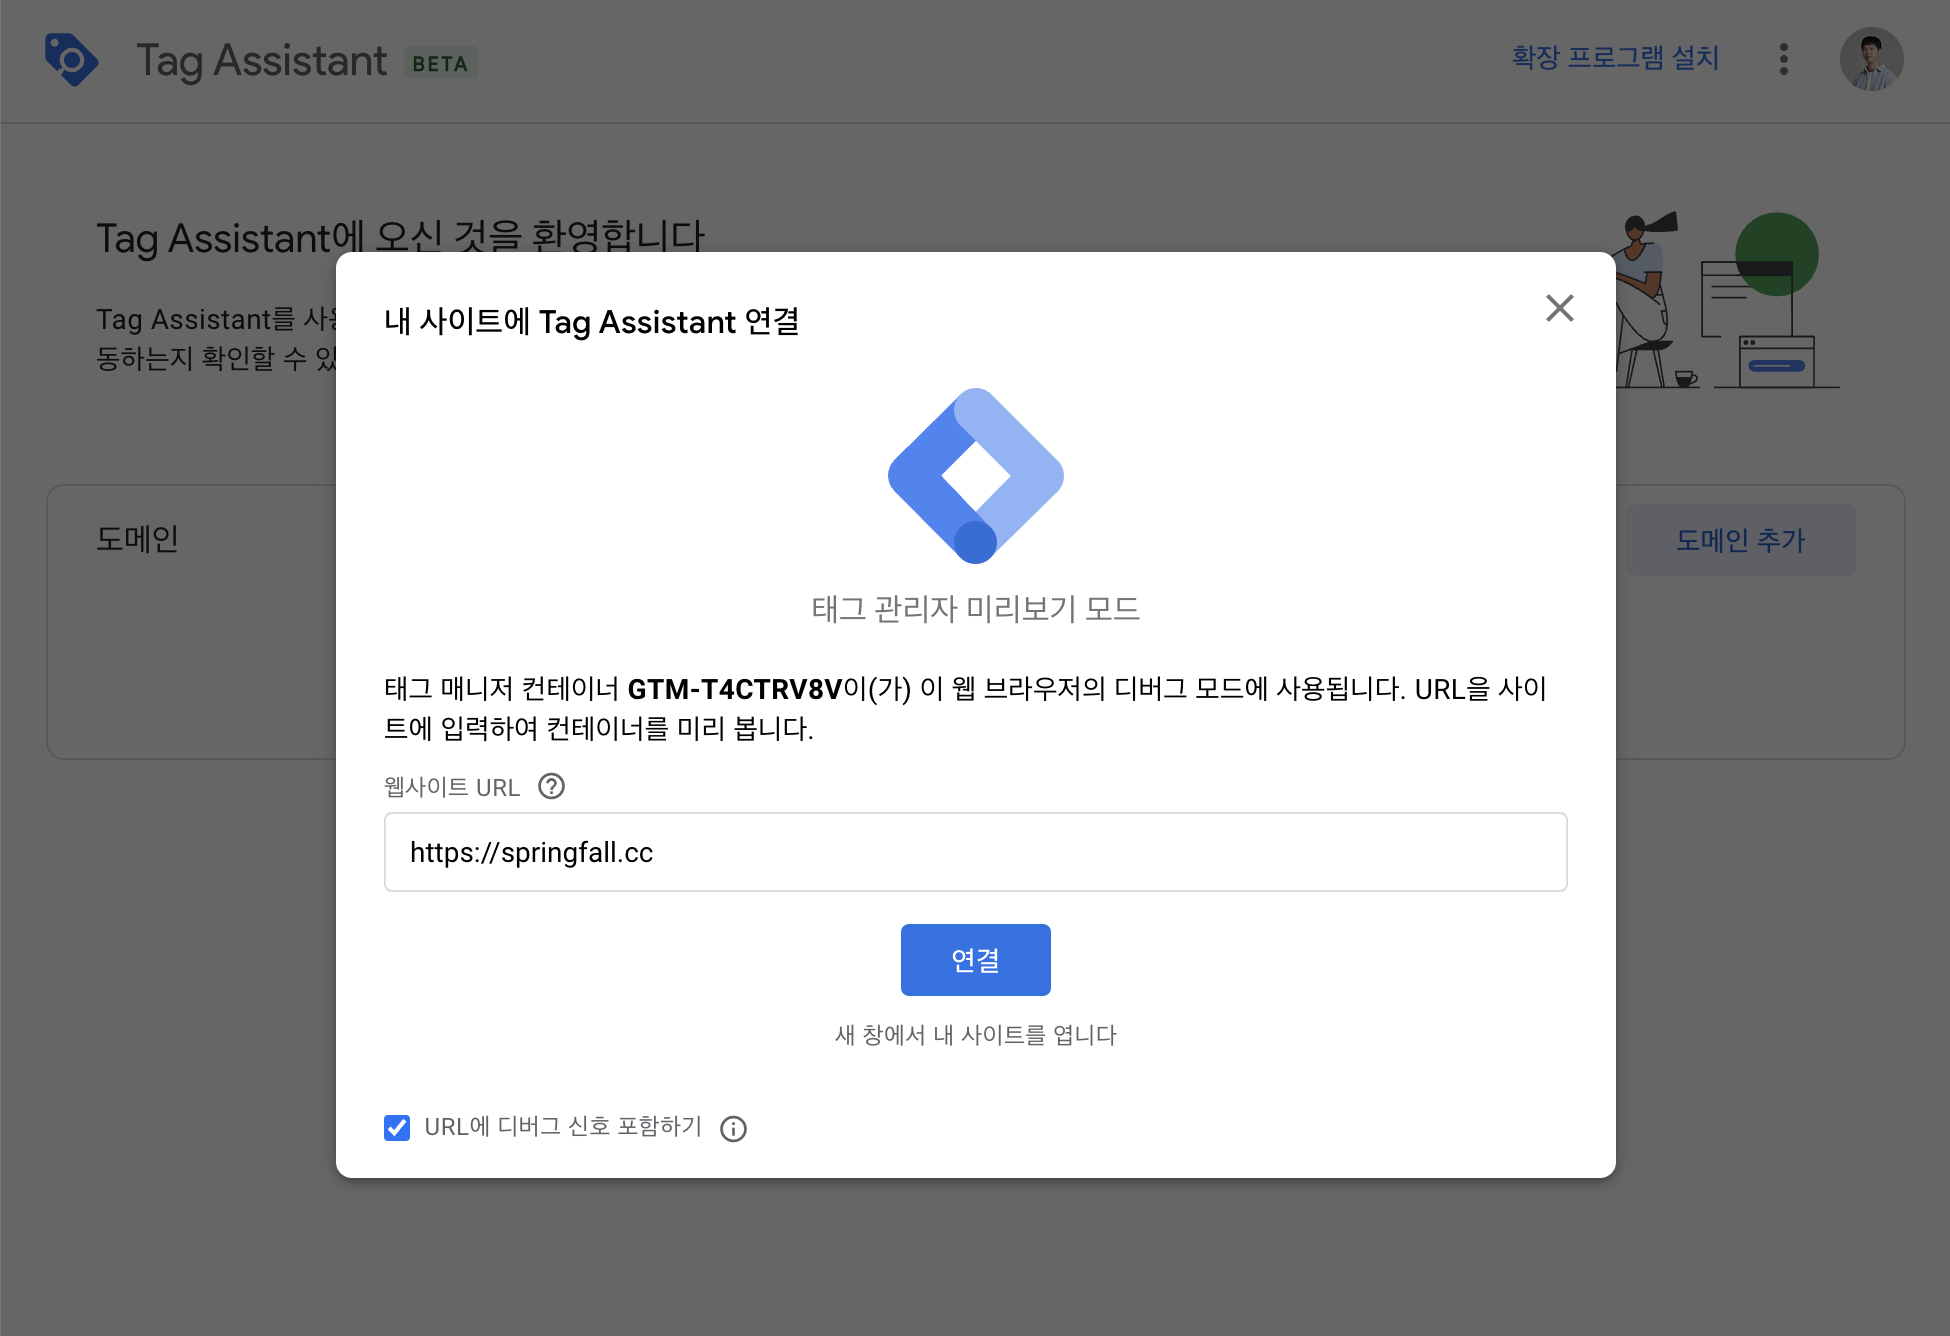 Tag Assistant BETA
확장 프로그램 설치
Tag Assistant에 오신 것을 환영합니다
Tag Assistant를
동하는지 확인할 수
도메인
도메인 추가
내 사이트에 Tag Assistant 연결
태그 관리자 미리보기 모드
태그 매니저 컨테이너 GTM-T4CTRV8V이(가) 이 웹 브라우저의 디버그 모드에 사용됩니다. URL을 사이
트에 입력하여 컨테이너를 미리 봅니다.
웹사이트 URL
https://springfall.cc
연결
새 창에서 내 사이트를 엽니다
URL에 디버그 신호 포함하기